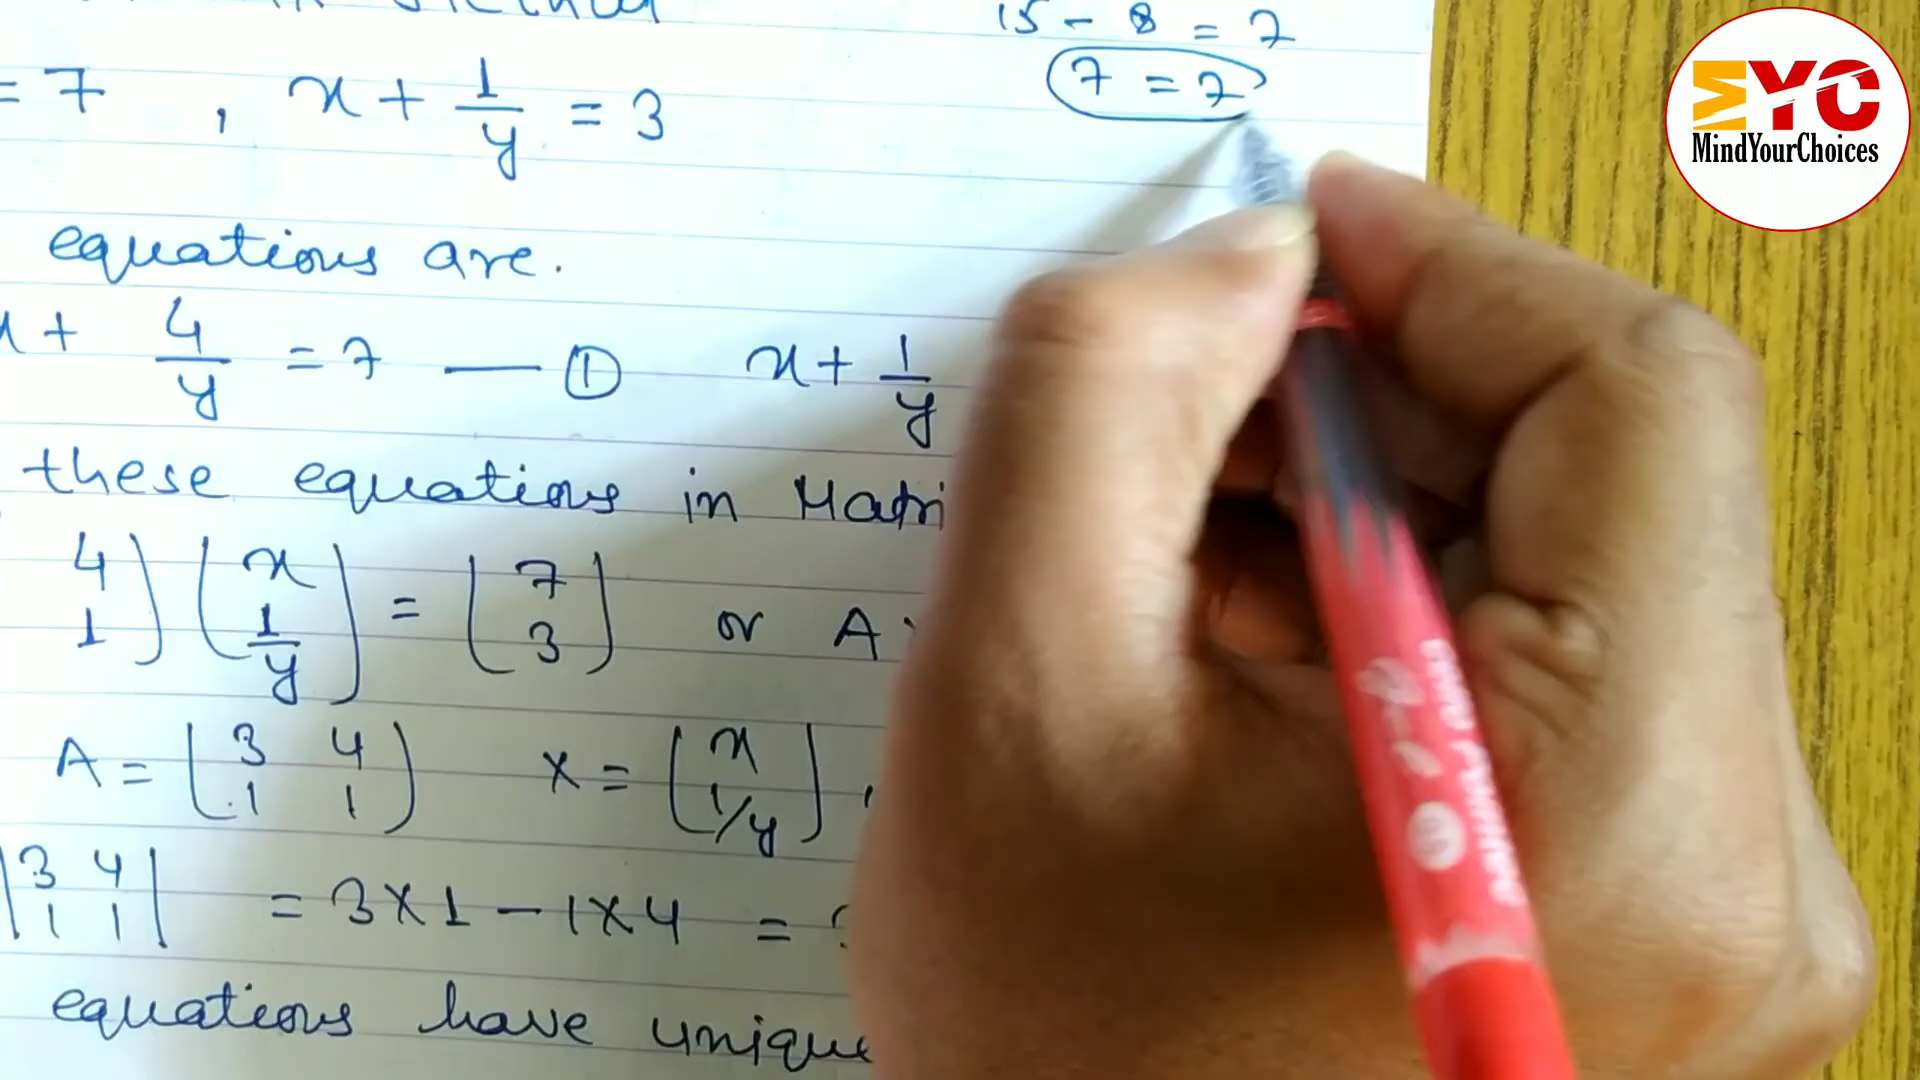 15 - 8 = 7
7 = 7
= 7 , x + 1/y = 3
equations are.
x + 4/y = 7 — ① x + 1/y
these equations in
4 1 ) ( x 1/y ) = ( 7 3 ) or A
A = ( 3 4 1 1 ) X = ( x 1/y ) ,
| 3 4 1 1 | = 3 X 1 - 1 X 4 =
equations have
MYC
MindYourChoices